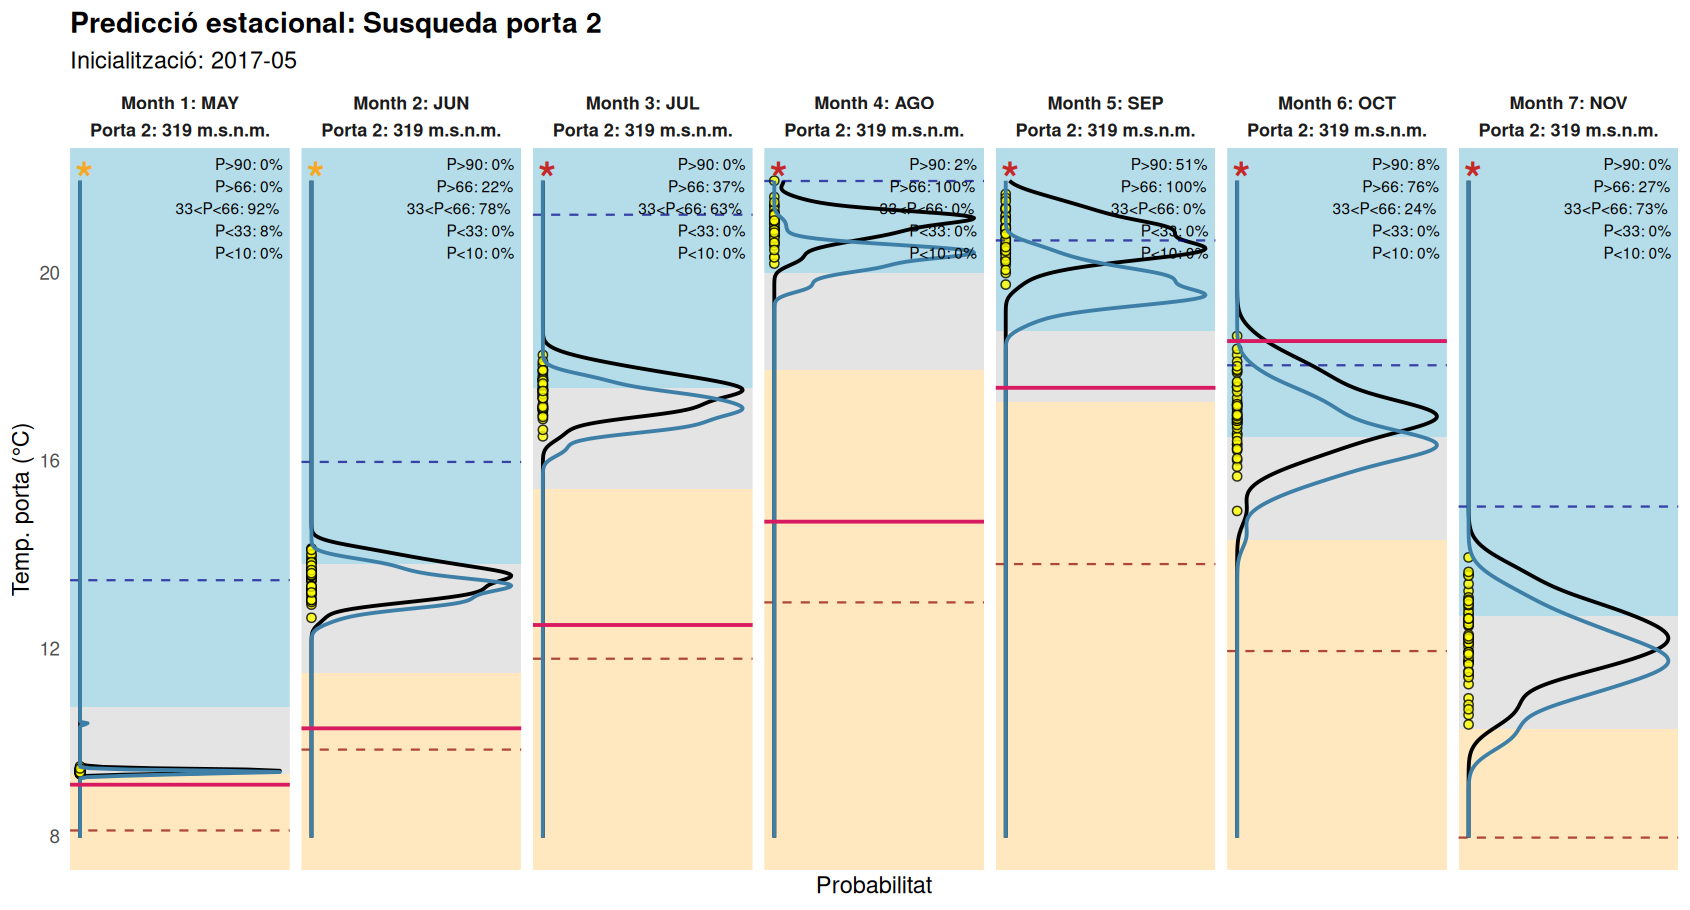 Predicció estacional: Susqueda porta 2
Inicialització: 2017-05
Month 1: MAY
Porta 2: 319 m.s.n.m.
Month 2: JUN
Porta 2: 319 m.s.n.m.
Month 3: JUL
Porta 2: 319 m.s.n.m.
Month 4: AGO
Porta 2: 319 m.s.n.m.
Month 5: SEP
Porta 2: 319 m.s.n.m.
Month 6: OCT
Porta 2: 319 m.s.n.m.
Month 7: NOV
Porta 2: 319 m.s.n.m.
*
P>90: 0%
P>66: 0%
33<P<66: 92%
P<33: 8%
P<10: 0%
*
P>90: 0%
P>66: 22%
33<P<66: 78%
P<33: 0%
P<10: 0%
*
P>90: 0%
P>66: 37%
33<P<66: 63%
P<33: 0%
P<10: 0%
*
P>90: 2%
P>66: 100%
33<P<66: 0%
P<33: 0%
P<10: 0%
*
P>90: 51%
P>66: 100%
33<P<66: 0%
P<33: 0%
P<10: 0%
*
P>90: 8%
P>66: 76%
33<P<66: 24%
P<33: 0%
P<10: 0%
*
P>90: 0%
P>66: 27%
33<P<66: 73%
P<33: 0%
P<10: 0%
Temp. porta (°C)
20
16
12
8
Probabilitat